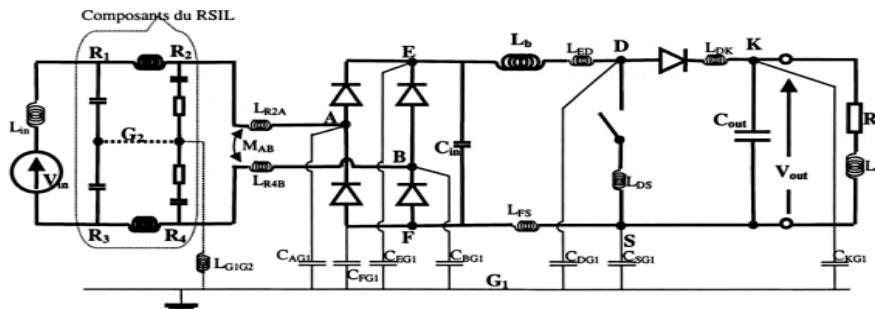 Composants du RSIL
R1
R2
E
Lb
LED
D
LDK
K
Lin
LR2A
A
G2
MAB
Cin
Cout
R
Vin
B
LR4B
Vout
L
LDS
R3
R4
LFS
F
S
LG1G2
CAG1
CFG1
CEG1
CBG1
CDG1
CSG1
CKG1
G1